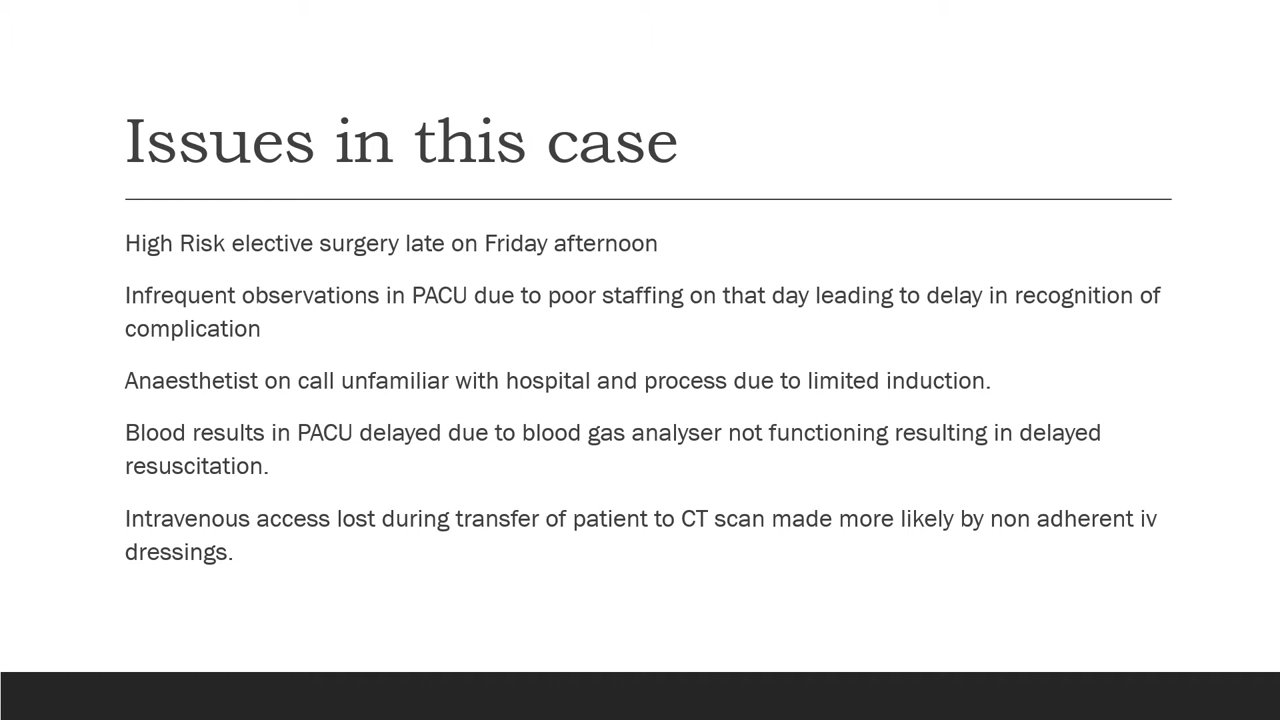 Issues in this case
High Risk elective surgery late on Friday afternoon
Infrequent observations in PACU due to poor staffing on that day leading to delay in recognition of
complication
Anaesthetist on call unfamiliar with hospital and process due to limited induction.
Blood results in PACU delayed due to blood gas analyser not functioning resulting in delayed
resuscitation.
Intravenous access lost during transfer of patient to CT scan made more likely by non adherent iv
dressings.